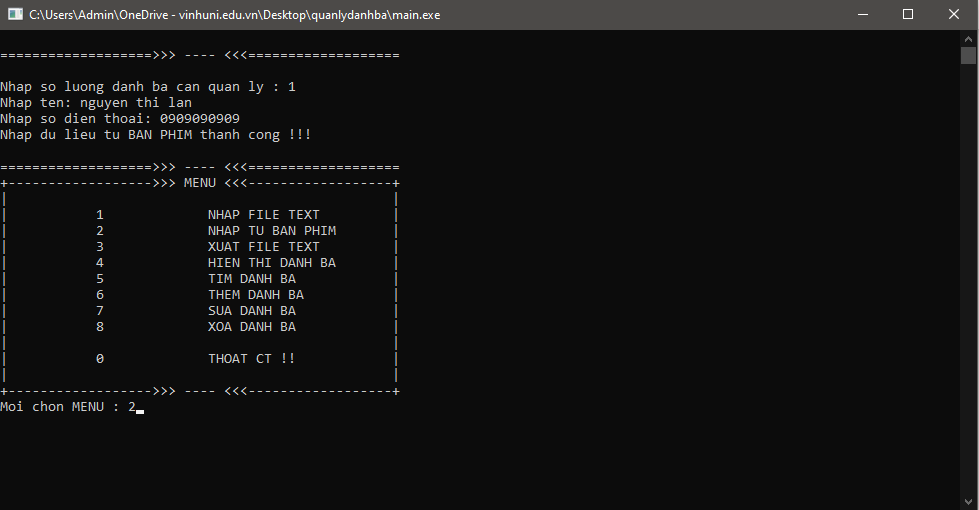 C:\Users\Admin\OneDrive - vinhuni.edu.vn\Desktop\quanlydanhba\main.exe
===================>>> ---- <<<===================
Nhap so luong danh ba can quan ly : 1
Nhap ten: nguyen thi lan
Nhap so dien thoai: 0909090909
Nhap du lieu tu BAN PHIM thanh cong !!!
===================>>> ---- <<<===================
+------------------>>> MENU <<<------------------+
|                                                |
|           1             NHAP FILE TEXT         |
|           2             NHAP TU BAN PHIM       |
|           3             XUAT FILE TEXT         |
|           4             HIEN THI DANH BA       |
|           5             TIM DANH BA            |
|           6             THEM DANH BA           |
|           7             SUA DANH BA            |
|           8             XOA DANH BA            |
|                                                |
|           0             THOAT CT !!            |
|                                                |
+------------------>>> ---- <<<------------------+
Moi chon MENU : 2